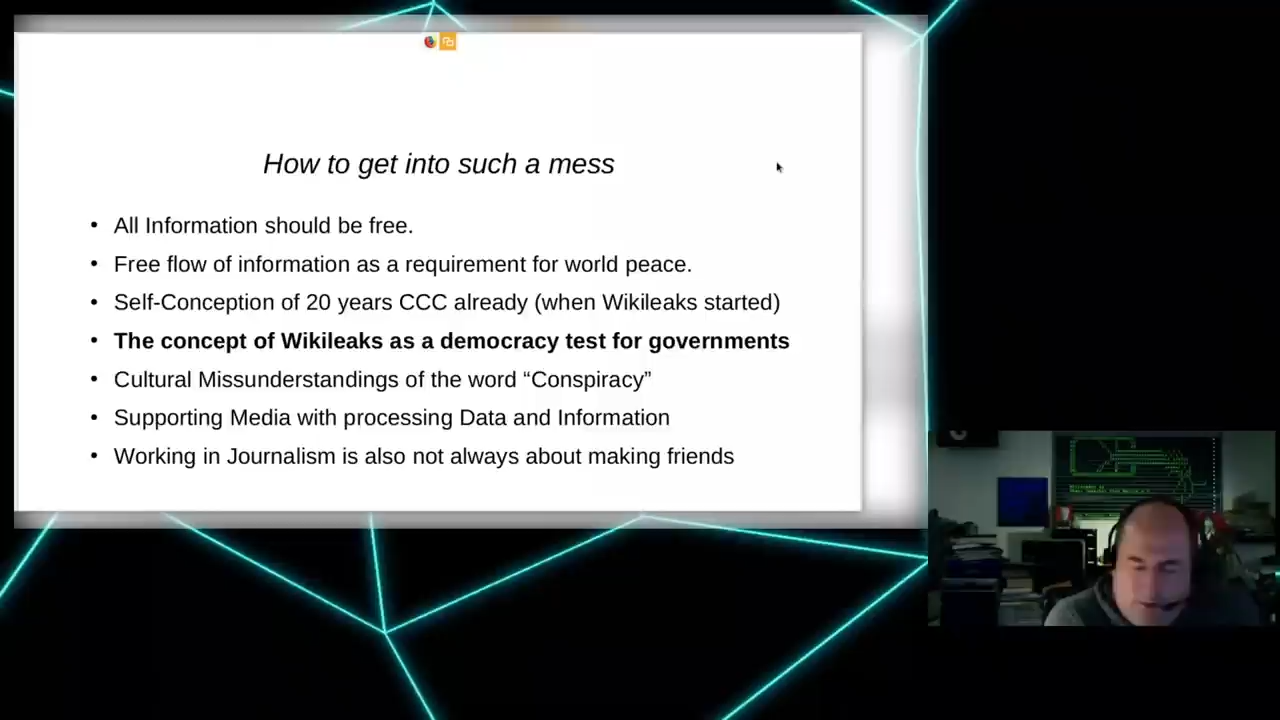 How to get into such a mess
• All Information should be free.
• Free flow of information as a requirement for world peace.
• Self-Conception of 20 years CCC already (when Wikileaks started)
• The concept of Wikileaks as a democracy test for governments
• Cultural Missunderstandings of the word “Conspiracy”
• Supporting Media with processing Data and Information
• Working in Journalism is also not always about making friends